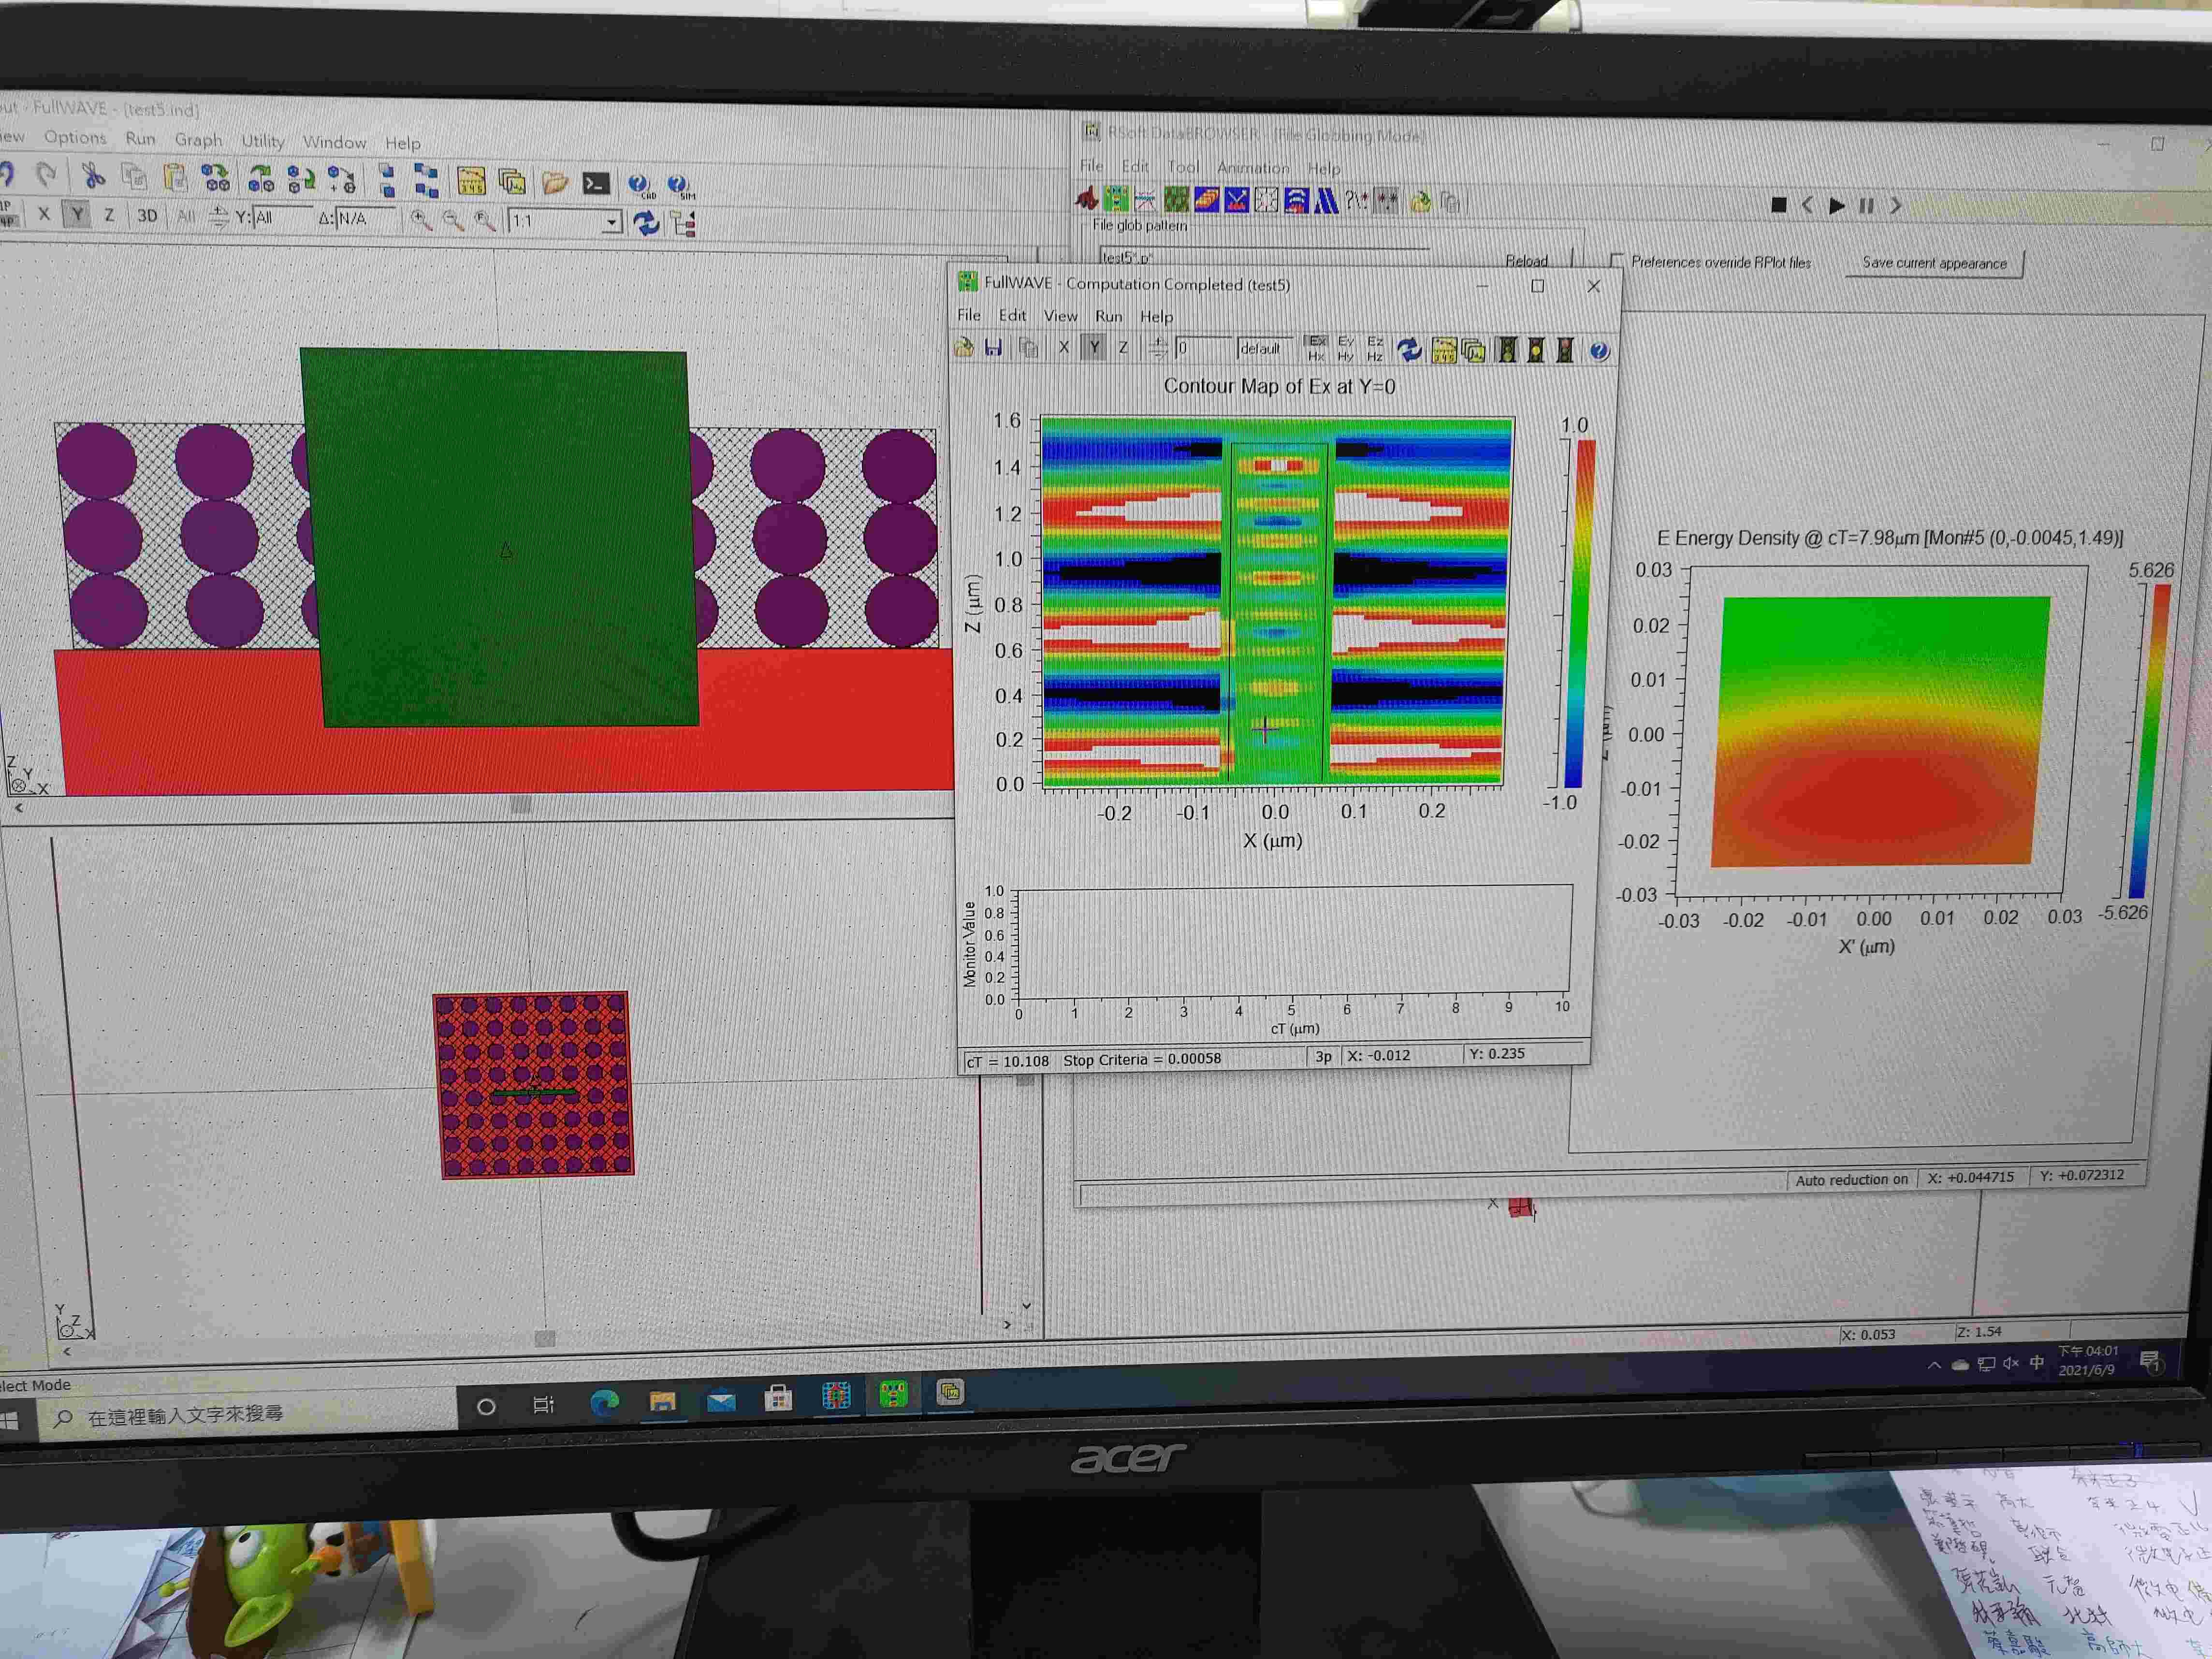 out - FullWAVE - [test5.ind]
iew Options Run Graph Utility Window Help
X Y Z 3D All Y: All Δ: N/A 1:1
RSoft DataBROWSER - [File Globbing Mode]
File Edit Tool Animation Help
File glob pattern
test5*.p*
Reload
Preferences override RPlot files
Save current appearance
FullWAVE - Computation Completed (test5)
File Edit View Run Help
X Y Z 0 default Ex Ey Ez
Hx Hy Hz
Contour Map of Ex at Y=0
1.6
1.4
1.2
1.0
0.8
0.6
0.4
0.2
0.0
Z (μm)
-0.2 -0.1 0.0 0.1 0.2
X (μm)
1.0
-1.0
Monitor Value
1.0
0.8
0.6
0.4
0.2
0.0
0 1 2 3 4 5 6 7 8 9 10
cT (μm)
cT = 10.108 Stop Criteria = 0.00058 3p X: -0.012 Y: 0.235
E Energy Density @ cT=7.98μm [Mon#5 (0,-0.0045,1.49)]
0.03
0.02
0.01
0.00
-0.01
-0.02
-0.03
-0.03 -0.02 -0.01 0.00 0.01 0.02 0.03
X' (μm)
5.626
-5.626
Auto reduction on X: +0.044715 Y: +0.072312
Z
Y
X
Y
Z
X
X
X: 0.053 Z: 1.54
elect Mode
在這裡輸入文字來搜尋
中
下午 04:01
2021/6/9
1
acer